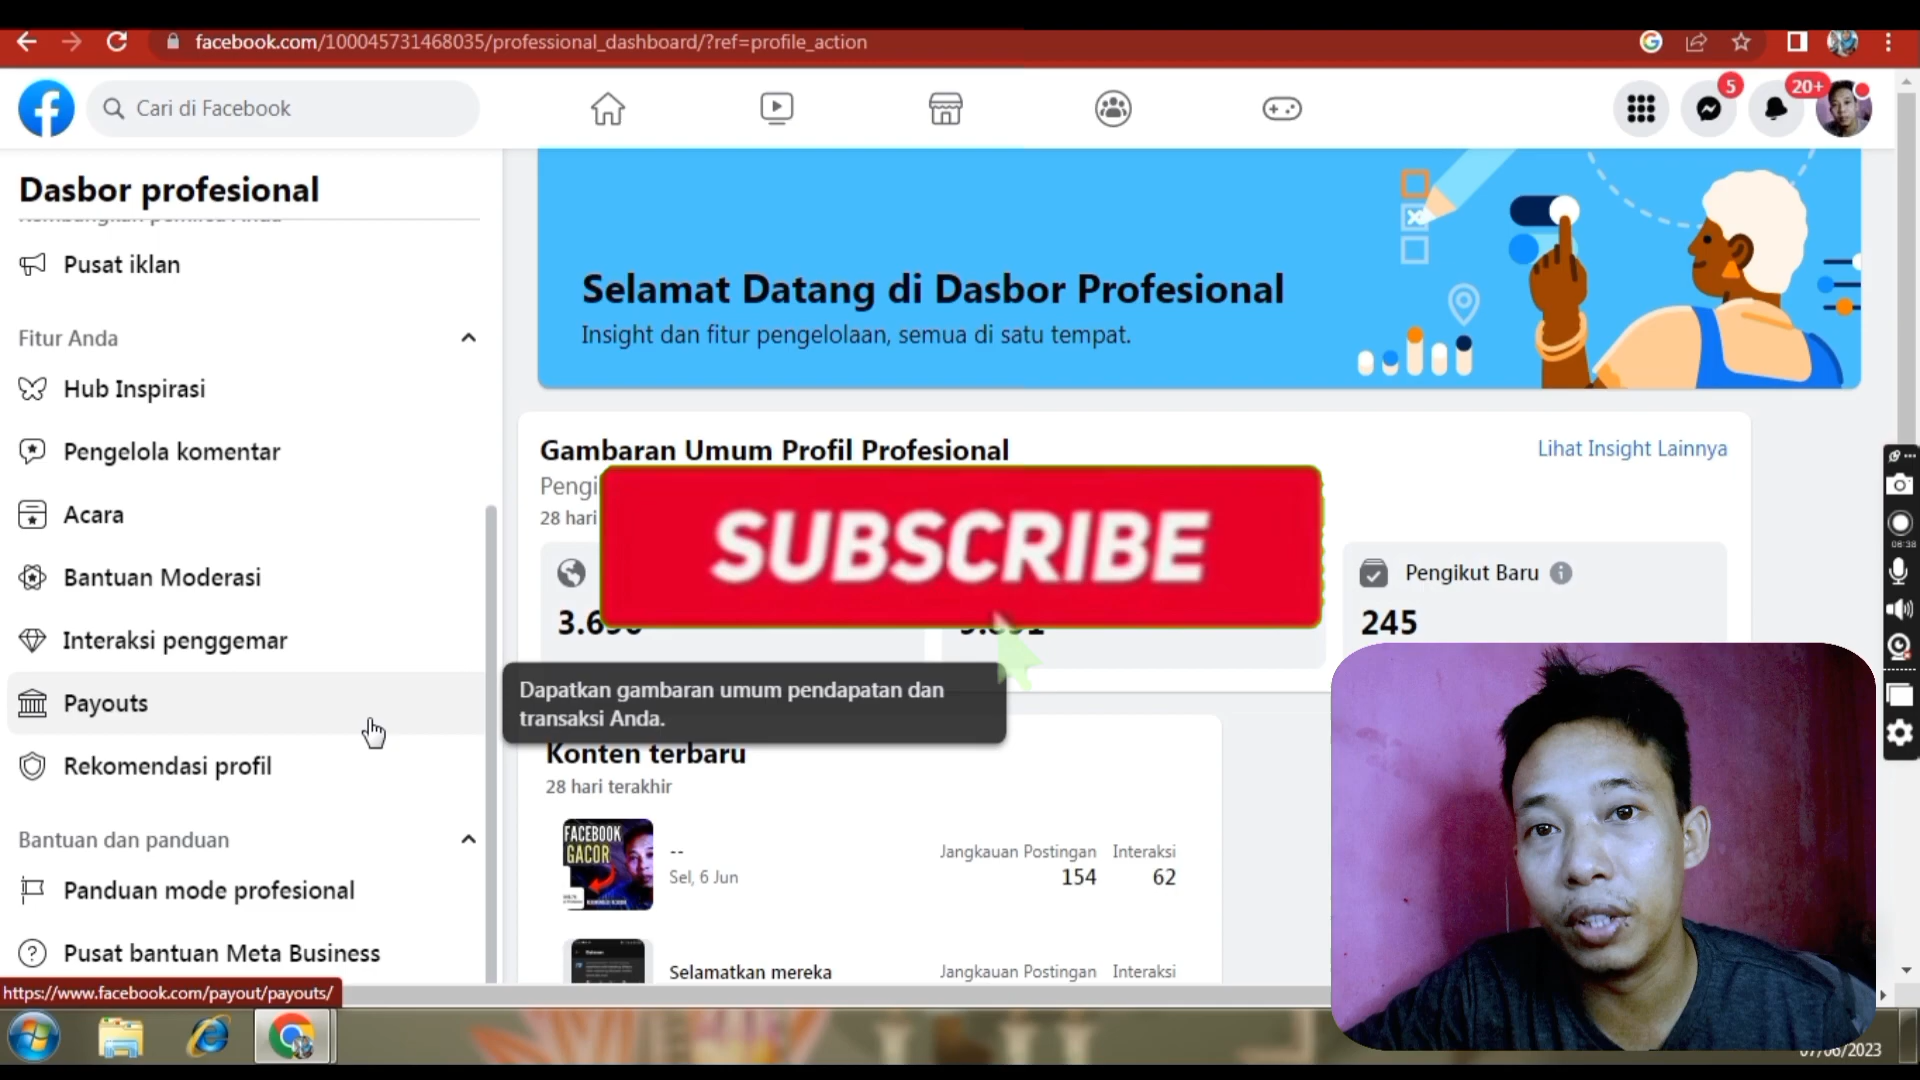 facebook.com/100045731468035/professional_dashboard/?ref=profile_action
Cari di Facebook
5
20+
Dasbor profesional
Pusat iklan
Fitur Anda
Hub Inspirasi
Pengelola komentar
Acara
Bantuan Moderasi
Interaksi penggemar
Payouts
Rekomendasi profil
Bantuan dan panduan
Panduan mode profesional
Pusat bantuan Meta Business
https://www.facebook.com/payout/payouts/
Selamat Datang di Dasbor Profesional
Insight dan fitur pengelolaan, semua di satu tempat.
Gambaran Umum Profil Profesional
Lihat Insight Lainnya
28 hari
SUBSCRIBE
Pengikut Baru
245
Dapatkan gambaran umum pendapatan dan
transaksi Anda.
Konten terbaru
28 hari terakhir
FACEBOOK
GACOR
--
Sel, 6 Jun
Jangkauan Postingan Interaksi
154 62
Selamatkan mereka
Jangkauan Postingan Interaksi
06:38
07/06/2023